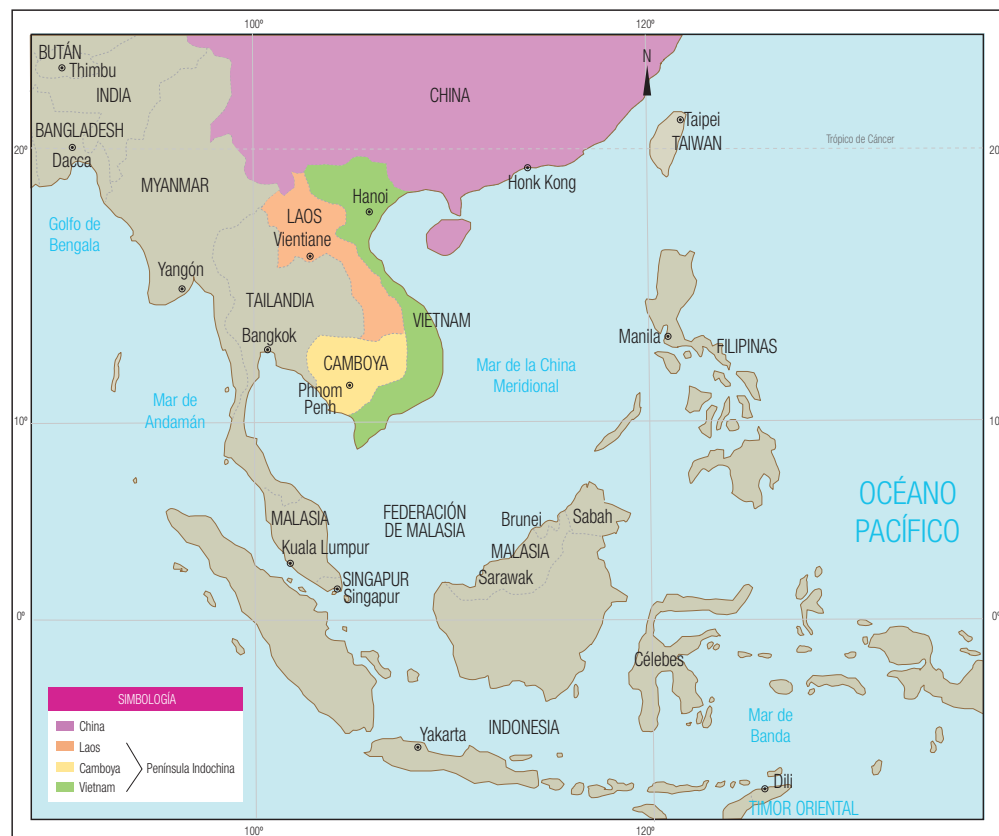 100º
120º
BUTÁN
Thimbu
INDIA
CHINA
N
BANGLADESH
Dacca
Taipei
TAIWAN
Trópico de Cáncer
20º
20º
MYANMAR
Honk Kong
Hanoi
LAOS
Vientiane
Golfo de
Bengala
Yangón
TAILANDIA
VIETNAM
Bangkok
Manila
FILIPINAS
CAMBOYA
Phnom
Penh
Mar de la China
Meridional
Mar de
Andamán
10º
10º
OCÉANO
PACÍFICO
FEDERACIÓN
DE MALASIA
MALASIA
Brunei
Sabah
Kuala Lumpur
MALASIA
Sarawak
SINGAPUR
Singapur
0º
0º
Célebes
SIMBOLOGÍA
China
Laos
Camboya
Península Indochina
Vietnam
Yakarta
INDONESIA
Mar de
Banda
Dili
TIMOR ORIENTAL
100º
120º